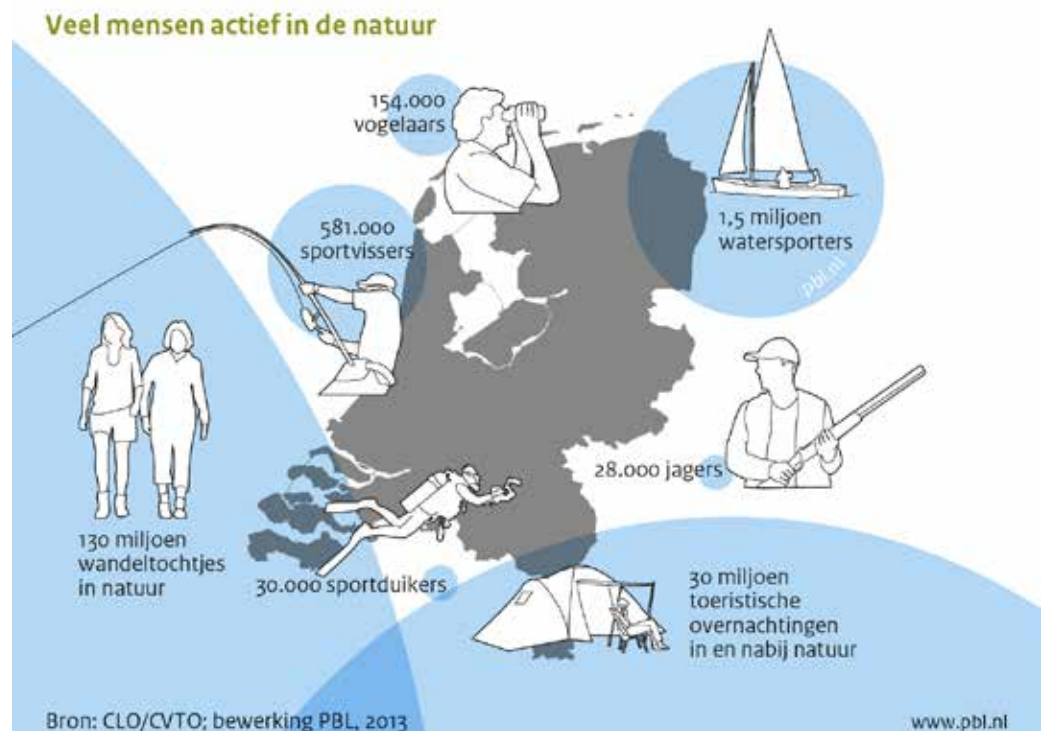 Veel mensen actief in de natuur
154.000
vogelaars
1,5 miljoen
watersporters
pbl.nl
581.000
sportvissers
28.000 jagers
130 miljoen
wandeltochtjes
in natuur
30.000 sportduikers
30 miljoen
toeristische
overnachtingen
in en nabij natuur
Bron: CLO/CVTO; bewerking PBL, 2013
www.pbl.nl